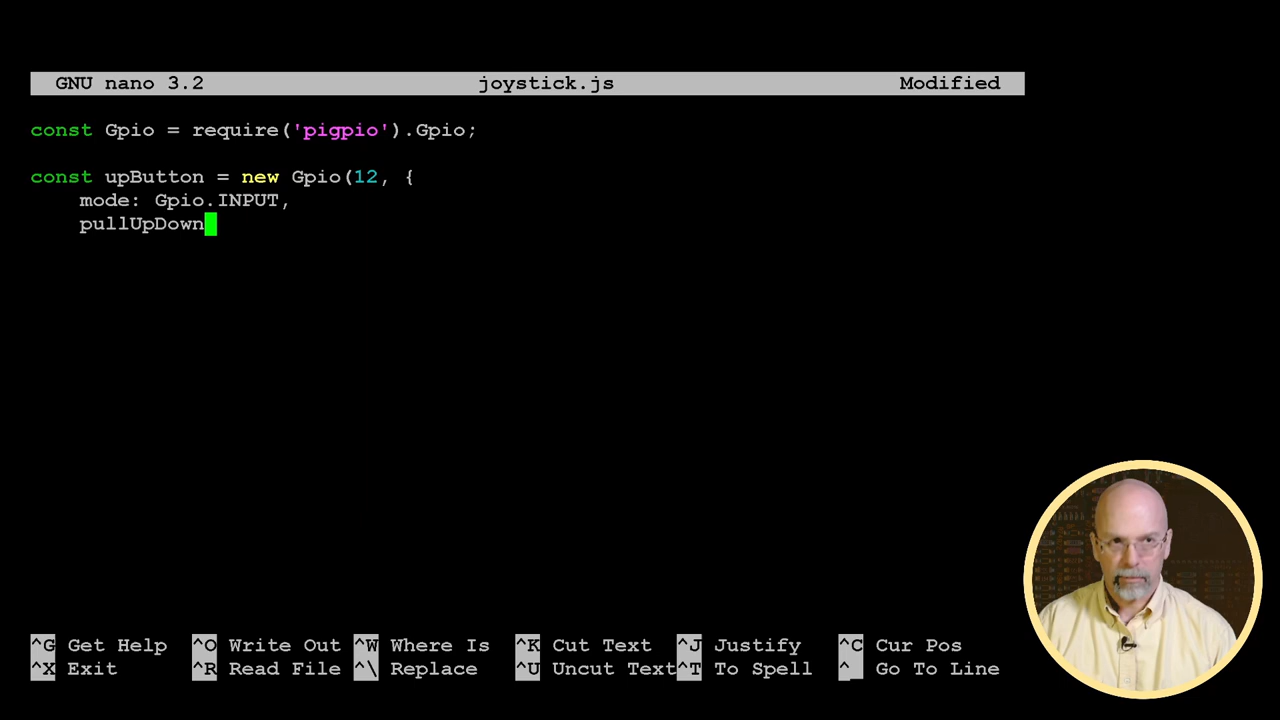 GNU nano 3.2 joystick.js Modified
const Gpio = require('pigpio').Gpio;
const upButton = new Gpio(12, {
mode: Gpio.INPUT,
pullUpDown
^G Get Help ^O Write Out ^W Where Is ^K Cut Text ^J Justify ^C Cur Pos
^X Exit ^R Read File ^\ Replace ^U Uncut Text ^T To Spell ^_ Go To Line